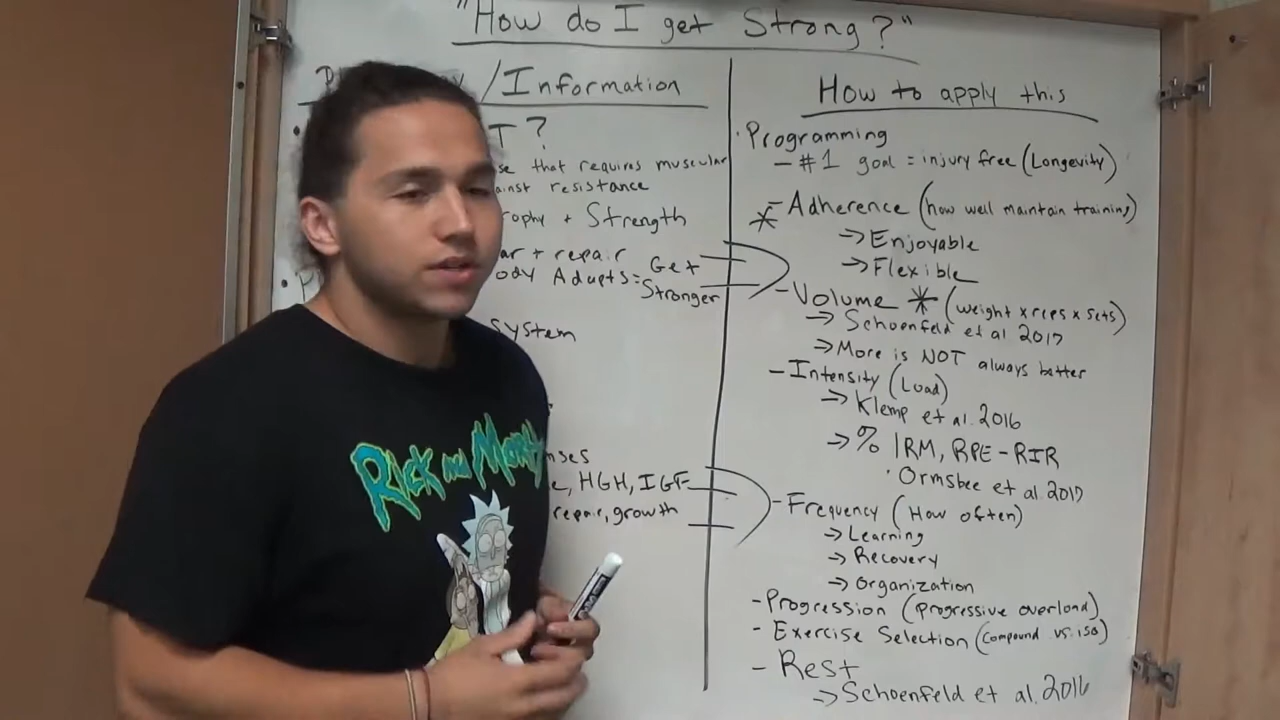 "How do I get Strong?"
/Information
T?
se that requires muscular
ainst resistance
rophy + Strength
ar + repair
ody Adapts = Get
Stronger
system
nses
e, HGH, IGF
repair, growth
How to apply this
· Programming
- #1 goal = injury free (Longevity)
* - Adherence (how well maintain training)
→ Enjoyable
→ Flexible
- Volume * (weight x reps x sets)
→ Schoenfeld et al 2017
→ More is NOT always better
- Intensity (Load)
→ Klemp et al. 2016
→ % 1RM, RPE - RIR
· Ormsbee et al. 2017
- Frequency (How often)
→ Learning
→ Recovery
→ Organization
- Progression (progressive overload)
- Exercise Selection (compound vs. iso)
- Rest
→ Schoenfeld et al. 2016
Rick and Morty